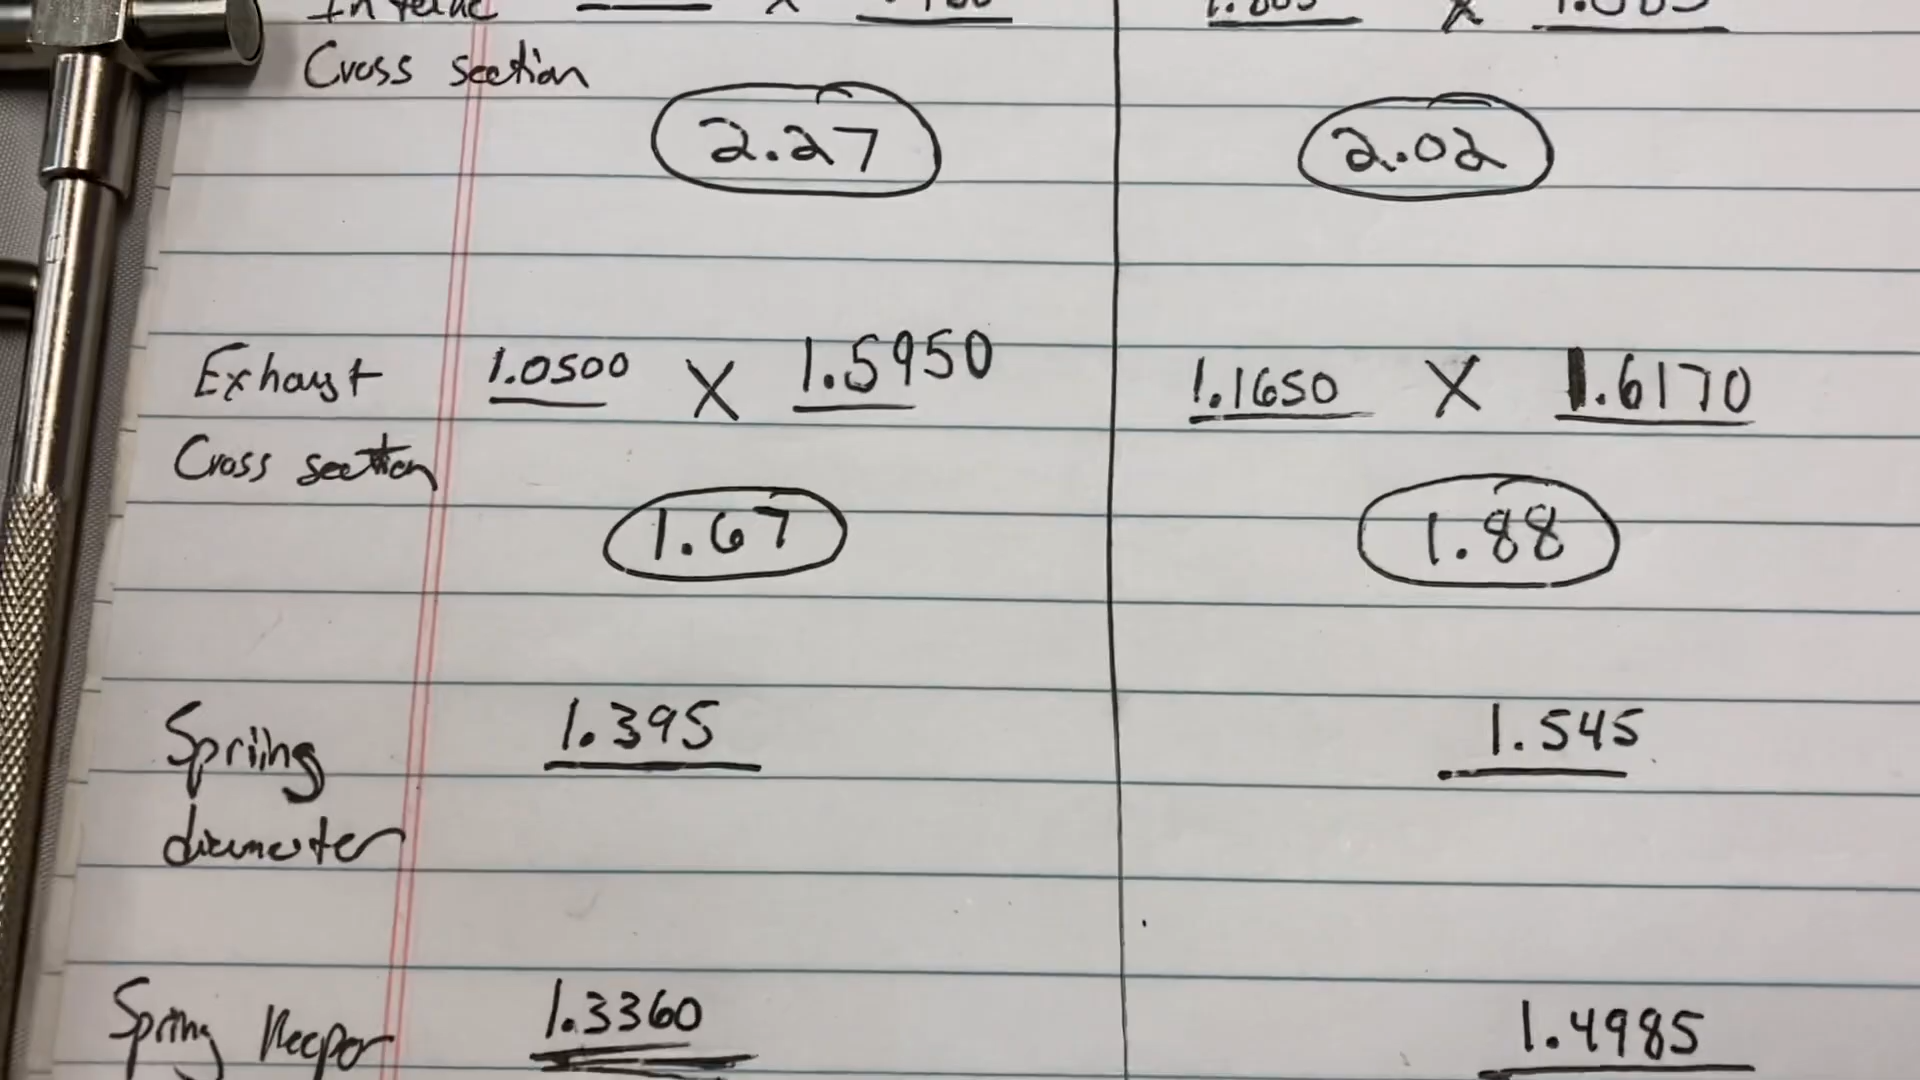 Cross section
2.27 2.02
Exhaust 1.0500 X 1.5950 1.1650 X 1.6170
Cross section
1.67 1.88
Spriing 1.395 1.545
diameter
Spring Keeper 1.3360 1.4985